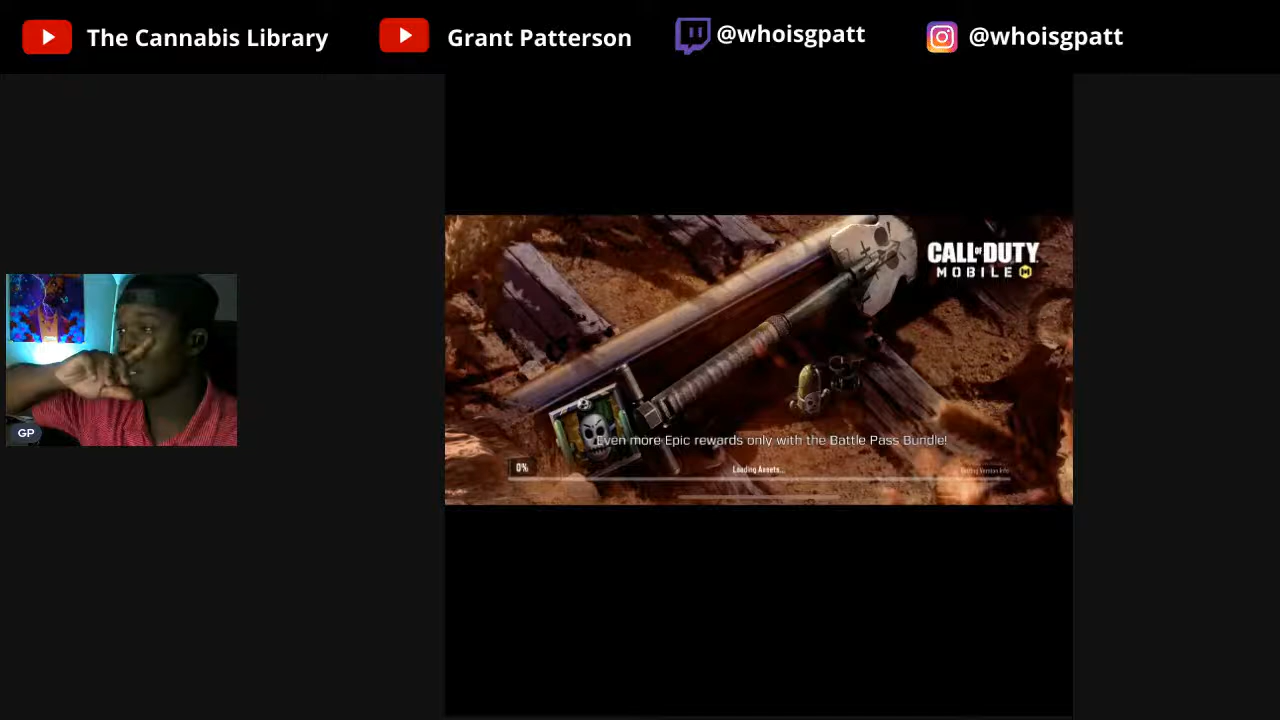 The Cannabis Library
Grant Patterson
@whoisgpatt
@whoisgpatt
CALL OF DUTY
MOBILE
GP
Even more Epic rewards only with the Battle Pass Bundle!
0%
Loading Assets...